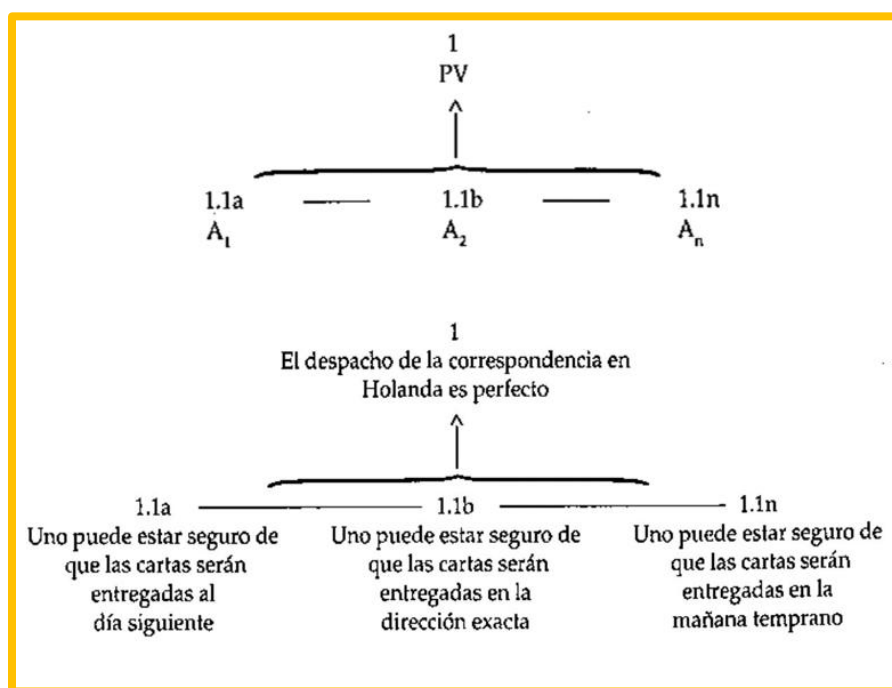 1
PV
1.1a — 1.1b — 1.1n
A₁ A₂ Aₙ
1
El despacho de la correspondencia en
Holanda es perfecto
1.1a — 1.1b — 1.1n
Uno puede estar seguro de
que las cartas serán
entregadas al
día siguiente
Uno puede estar seguro de
que las cartas serán
entregadas en la
dirección exacta
Uno puede estar seguro de
que las cartas serán
entregadas en la
mañana temprano